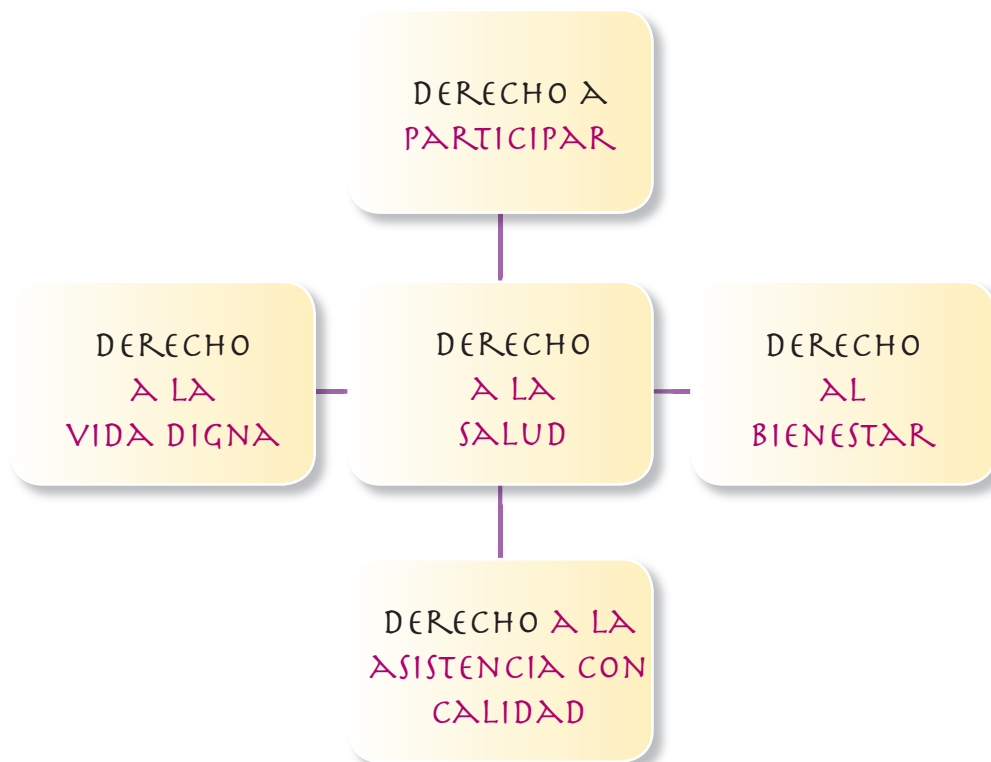 DERECHO A
PARTICIPAR
DERECHO
A LA
VIDA DIGNA
DERECHO
A LA
SALUD
DERECHO
AL
BIENESTAR
DERECHO A LA
ASISTENCIA CON
CALIDAD